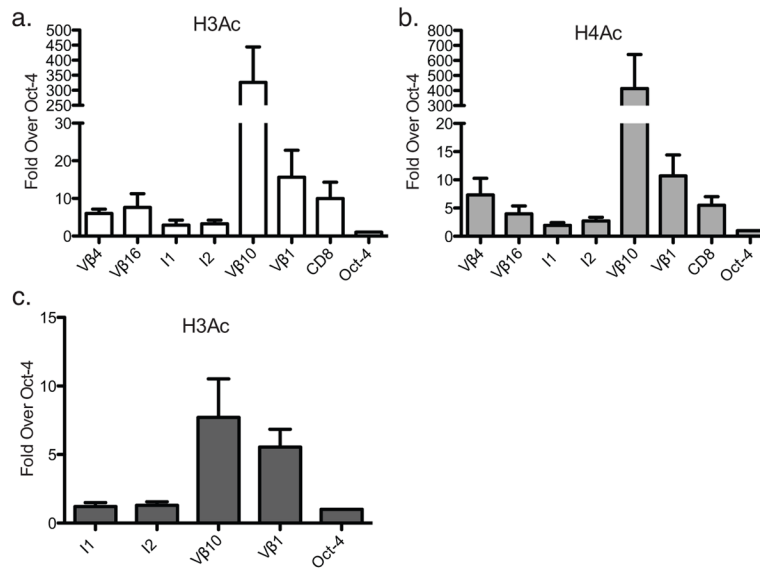 a.
H3Ac
Fold Over Oct-4
500
450
400
350
300
250
30
20
10
0
Vβ4
Vβ16
I1
I2
Vβ10
Vβ1
CD8
Oct-4
b.
H4Ac
Fold Over Oct-4
800
700
600
500
400
300
20
15
10
5
0
Vβ4
Vβ16
I1
I2
Vβ10
Vβ1
CD8
Oct-4
c.
H3Ac
Fold Over Oct-4
15
10
5
0
I1
I2
Vβ10
Vβ1
Oct-4